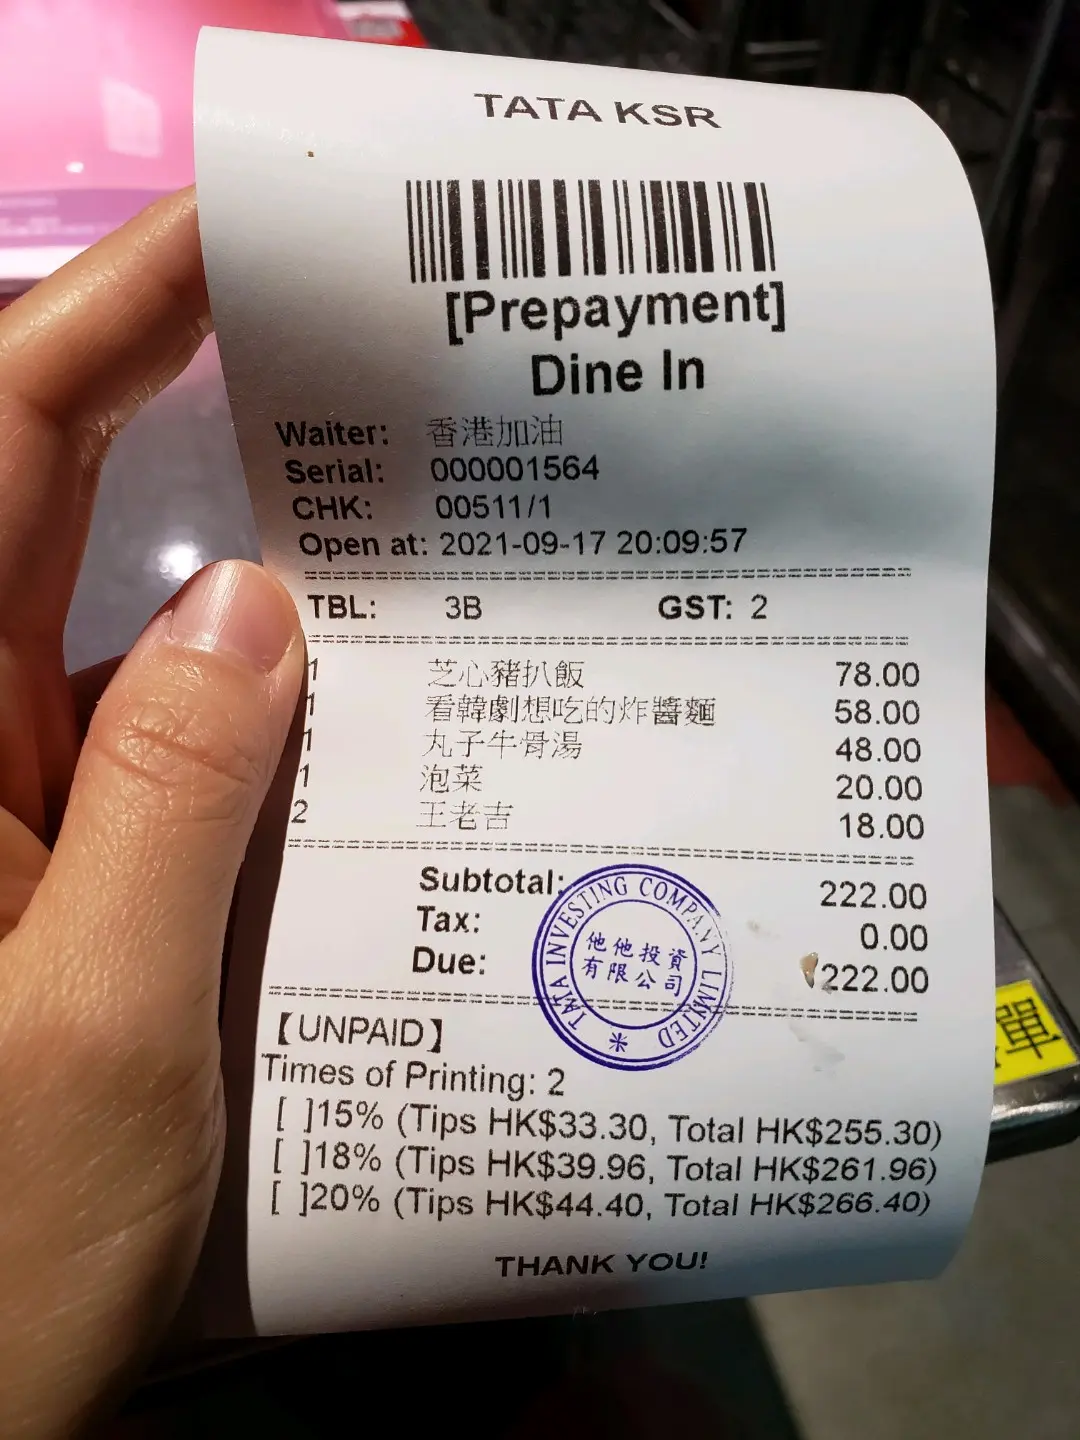 TATA KSR
[Prepayment]
Dine In
Waiter: 香港加油
Serial: 000001564
CHK: 00511/1
Open at: 2021-09-17 20:09:57
TBL: 3B GST: 2
1 芝心豬扒飯 78.00
1 看韓劇想吃的炸醬麵 58.00
1 丸子牛骨湯 48.00
1 泡菜 20.00
2 王老吉 18.00
Subtotal: 222.00
Tax: 0.00
Due: 222.00
TATA INVESTING COMPANY LIMITED
他他投資
有限公司
*
【UNPAID】
Times of Printing: 2
[ ]15% (Tips HK$33.30, Total HK$255.30)
[ ]18% (Tips HK$39.96, Total HK$261.96)
[ ]20% (Tips HK$44.40, Total HK$266.40)
THANK YOU!
單